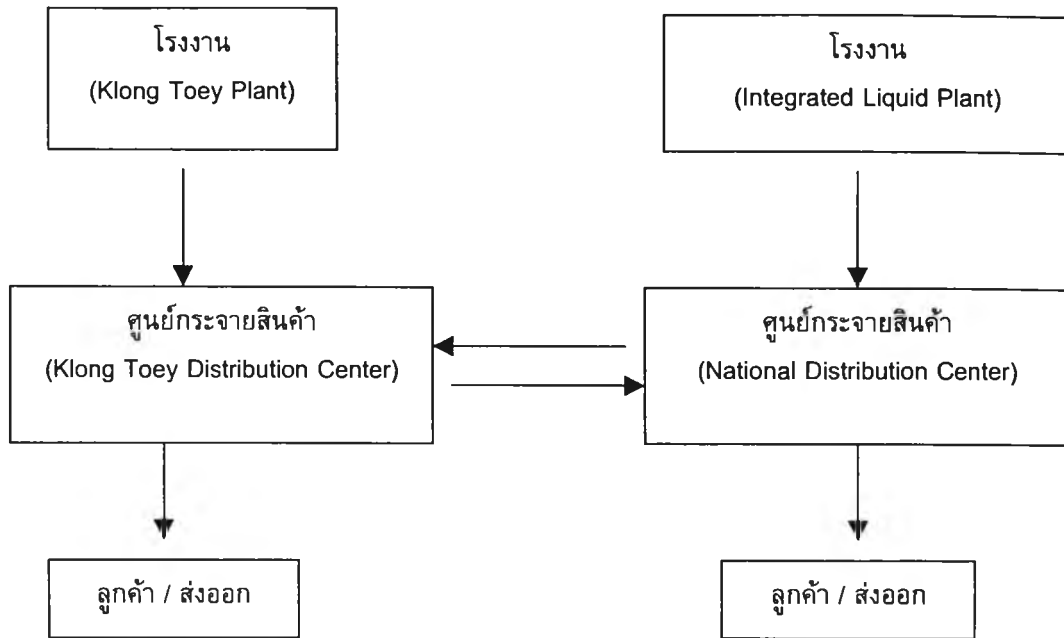 โรงงาน
(Klong Toey Plant)
โรงงาน
(Integrated Liquid Plant)
ศูนย์กระจายสินค้า
(Klong Toey Distribution Center)
ศูนย์กระจายสินค้า
(National Distribution Center)
ลูกค้า / ส่งออก
ลูกค้า / ส่งออก